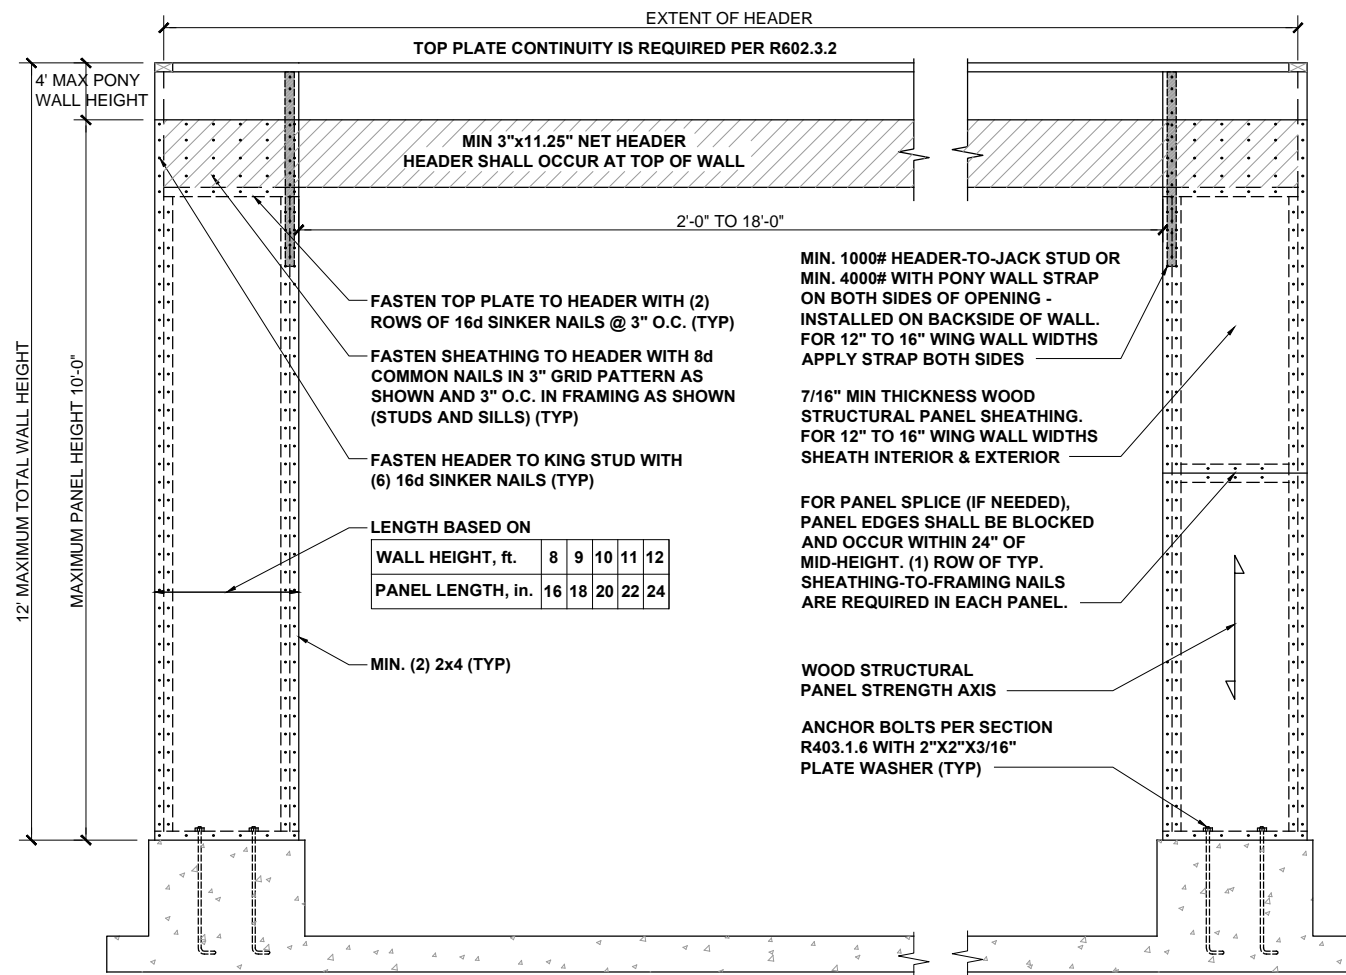 EXTENT OF HEADER
TOP PLATE CONTINUITY IS REQUIRED PER R602.3.2
4' MAX PONY
WALL HEIGHT
MIN 3"x11.25" NET HEADER
HEADER SHALL OCCUR AT TOP OF WALL
2'-0" TO 18'-0"
12' MAXIMUM TOTAL WALL HEIGHT
MAXIMUM PANEL HEIGHT 10'-0"
FASTEN TOP PLATE TO HEADER WITH (2)
ROWS OF 16d SINKER NAILS @ 3" O.C. (TYP)
FASTEN SHEATHING TO HEADER WITH 8d
COMMON NAILS IN 3" GRID PATTERN AS
SHOWN AND 3" O.C. IN FRAMING AS SHOWN
(STUDS AND SILLS) (TYP)
FASTEN HEADER TO KING STUD WITH
(6) 16d SINKER NAILS (TYP)
LENGTH BASED ON
WALL HEIGHT, ft. 8 9 10 11 12
PANEL LENGTH, in. 16 18 20 22 24
MIN. (2) 2x4 (TYP)
MIN. 1000# HEADER-TO-JACK STUD OR
MIN. 4000# WITH PONY WALL STRAP
ON BOTH SIDES OF OPENING -
INSTALLED ON BACKSIDE OF WALL.
FOR 12" TO 16" WING WALL WIDTHS
APPLY STRAP BOTH SIDES
7/16" MIN THICKNESS WOOD
STRUCTURAL PANEL SHEATHING.
FOR 12" TO 16" WING WALL WIDTHS
SHEATH INTERIOR & EXTERIOR
FOR PANEL SPLICE (IF NEEDED),
PANEL EDGES SHALL BE BLOCKED
AND OCCUR WITHIN 24" OF
MID-HEIGHT. (1) ROW OF TYP.
SHEATHING-TO-FRAMING NAILS
ARE REQUIRED IN EACH PANEL.
WOOD STRUCTURAL
PANEL STRENGTH AXIS
ANCHOR BOLTS PER SECTION
R403.1.6 WITH 2"X2"X3/16"
PLATE WASHER (TYP)